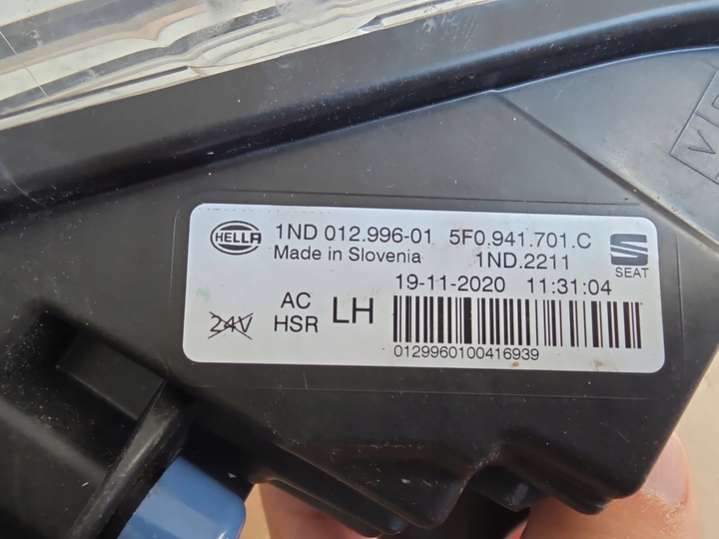 HELLA 1ND 012.996-01 5F0.941.701.C
Made in Slovenia 1ND.2211
SEAT
19-11-2020 11:31:04
24V AC HSR LH
0129960100416939